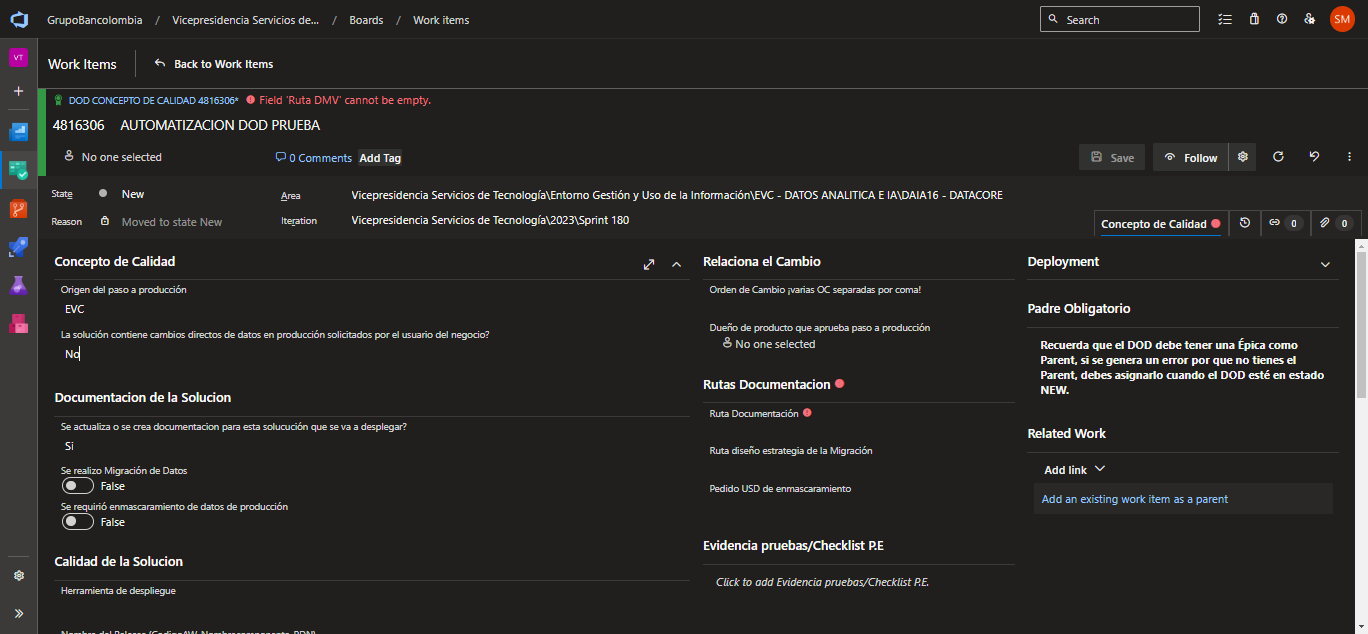 GrupoBancolombia / Vicepresidencia Servicios de... / Boards / Work items
Search
SM
VT
Work Items
Back to Work Items
DOD CONCEPTO DE CALIDAD 4816306* Field 'Ruta DMV' cannot be empty.
4816306 AUTOMATIZACION DOD PRUEBA
No one selected
0 Comments
Add Tag
Save
Follow
State
New
Area
Vicepresidencia Servicios de Tecnología\Entorno Gestión y Uso de la Información\EVC - DATOS ANALITICA E IA\DAIA16 - DATACORE
Reason
Moved to state New
Iteration
Vicepresidencia Servicios de Tecnología\2023\Sprint 180
Concepto de Calidad
0
0
Concepto de Calidad
Origen del paso a producción
EVC
La solución contiene cambios directos de datos en producción solicitados por el usuario del negocio?
No
Documentacion de la Solucion
Se actualiza o se crea documentacion para esta solucución que se va a desplegar?
Si
Se realizo Migración de Datos
False
Se requirió enmascaramiento de datos de producción
False
Calidad de la Solucion
Herramienta de despliegue
Relaciona el Cambio
Orden de Cambio ¡varias OC separadas por coma!
Dueño de producto que aprueba paso a producción
No one selected
Rutas Documentacion
Ruta Documentación
Ruta diseño estrategia de la Migración
Pedido USD de enmascaramiento
Evidencia pruebas/Checklist P.E
Click to add Evidencia pruebas/Checklist P.E.
Deployment
Padre Obligatorio
Recuerda que el DOD debe tener una Épica como
Parent, si se genera un error por que no tienes el
Parent, debes asignarlo cuando el DOD esté en estado
NEW.
Related Work
Add link
Add an existing work item as a parent